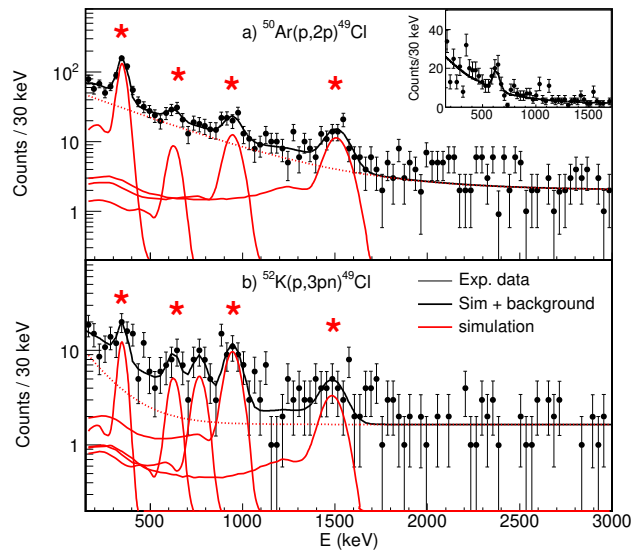 a) ⁵⁰Ar(p,2p)⁴⁹Cl
Counts / 30 keV
10²
10
1
Counts/30 keV
40
20
0
500 1000 1500
b) ⁵²K(p,3pn)⁴⁹Cl
Exp. data
Sim + background
simulation
Counts / 30 keV
10
1
500 1000 1500 2000 2500 3000
E (keV)